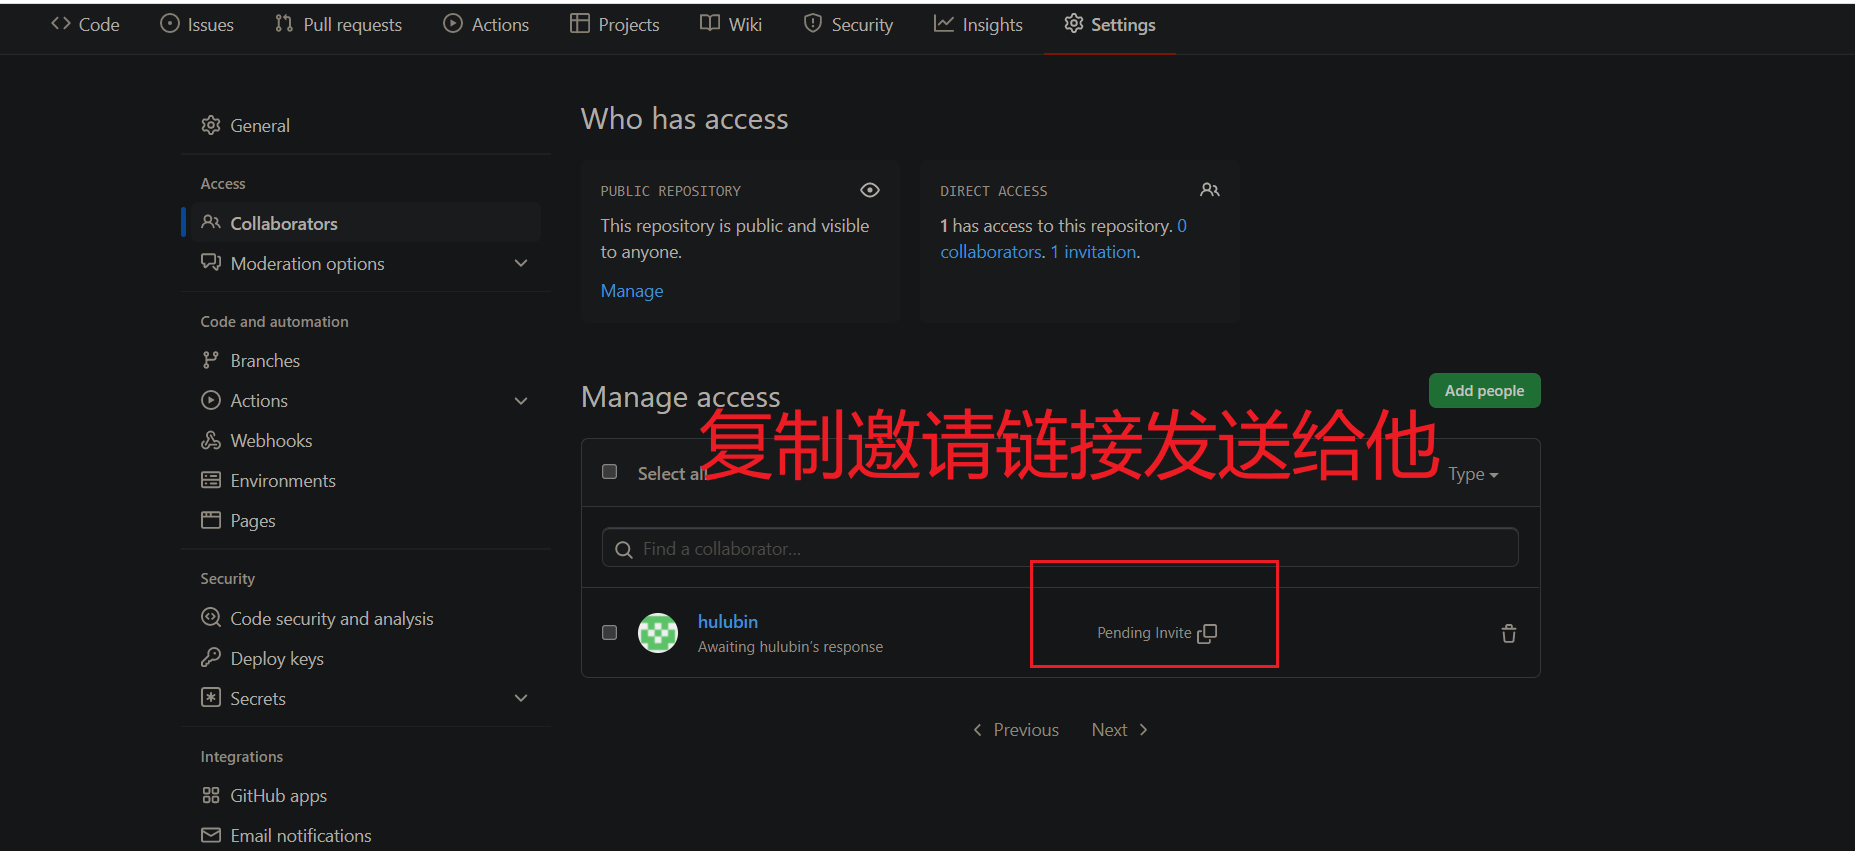 Code Issues Pull requests Actions Projects Wiki Security Insights Settings
General
Access
Collaborators
Moderation options
Code and automation
Branches
Actions
Webhooks
Environments
Pages
Security
Code security and analysis
Deploy keys
Secrets
Integrations
GitHub apps
Email notifications
Who has access
PUBLIC REPOSITORY
This repository is public and visible
to anyone.
Manage
DIRECT ACCESS
1 has access to this repository. 0
collaborators. 1 invitation.
Manage access
Add people
复制邀请链接发送给他
Select all
Type
Find a collaborator...
hulubin
Awaiting hulubin's response
Pending Invite
Previous Next